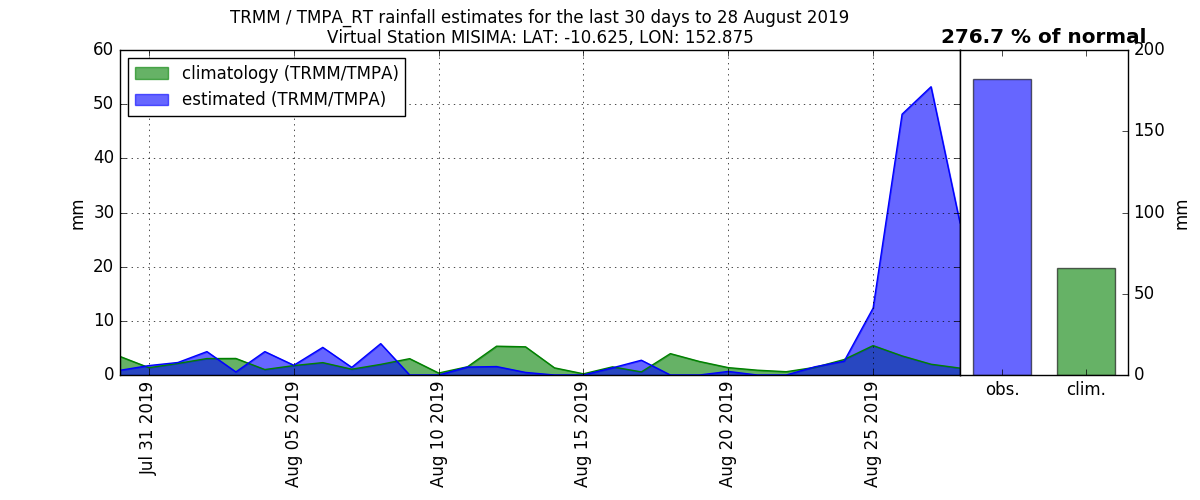 TRMM / TMPA_RT rainfall estimates for the last 30 days to 28 August 2019
Virtual Station MISIMA: LAT: -10.625, LON: 152.875
276.7 % of normal
climatology (TRMM/TMPA)
estimated (TRMM/TMPA)
60
50
40
30
20
10
0
mm
Jul 31 2019
Aug 05 2019
Aug 10 2019
Aug 15 2019
Aug 20 2019
Aug 25 2019
obs.
clim.
200
150
100
50
0
mm